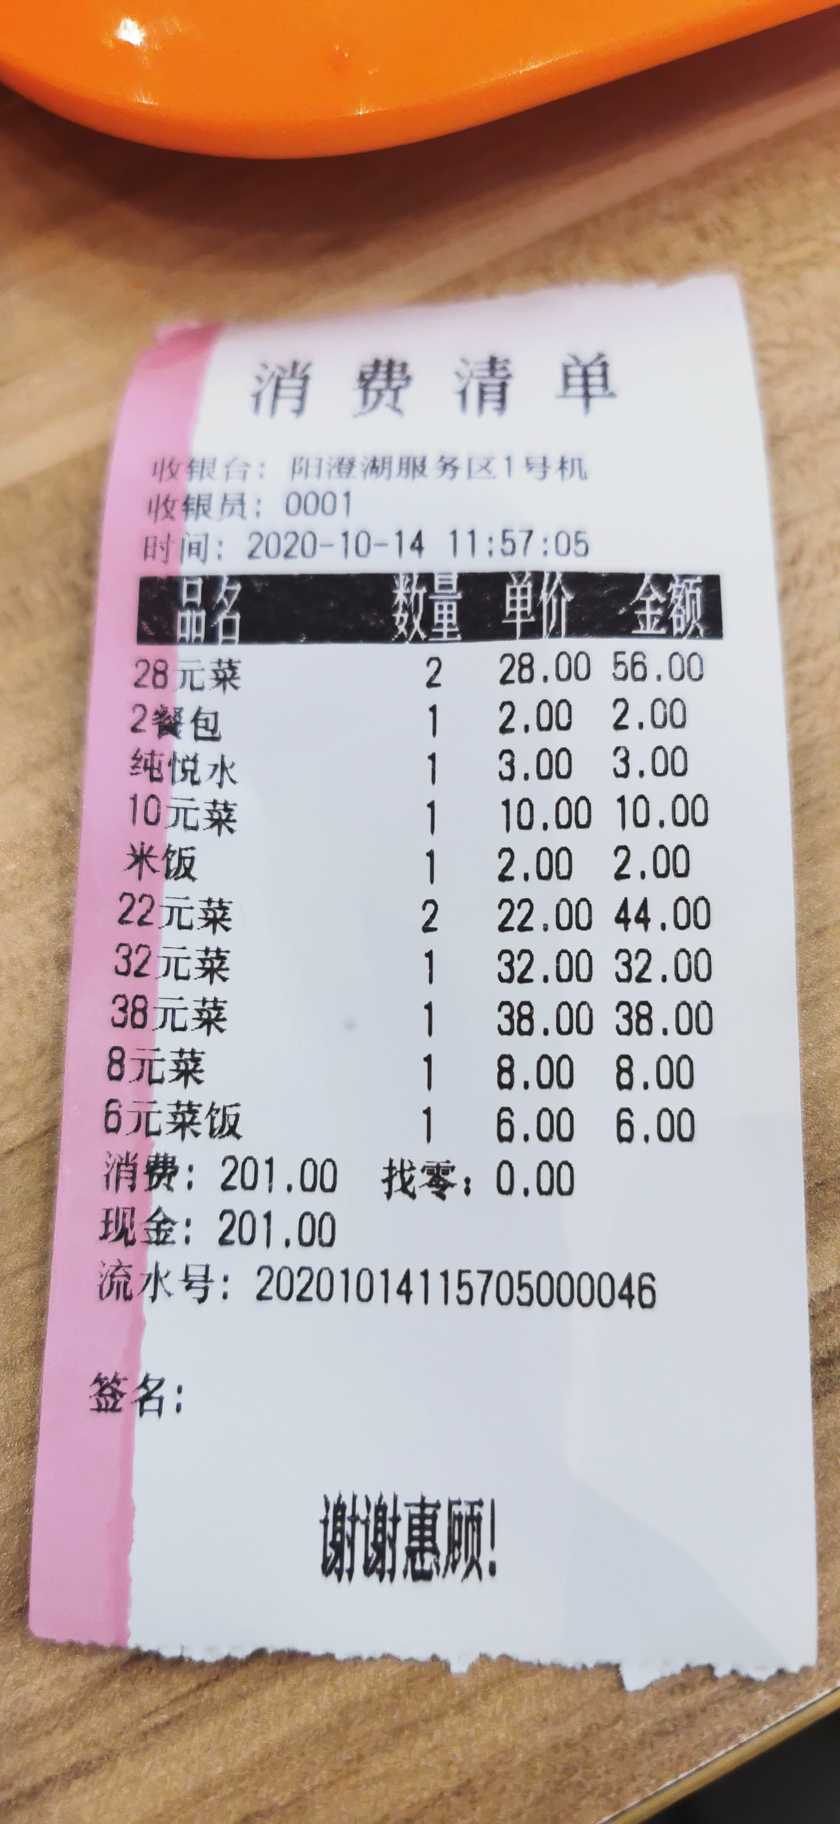 消费清单
收银台：阳澄湖服务区1号机
收银员：0001
时间：2020-10-14 11:57:05
品名 数量 单价 金额
28元菜 2 28.00 56.00
2餐包 1 2.00 2.00
纯悦水 1 3.00 3.00
10元菜 1 10.00 10.00
米饭 1 2.00 2.00
22元菜 2 22.00 44.00
32元菜 1 32.00 32.00
38元菜 1 38.00 38.00
8元菜 1 8.00 8.00
6元菜饭 1 6.00 6.00
消费：201.00 找零：0.00
现金：201.00
流水号：20201014115705000046
签名：
谢谢惠顾！